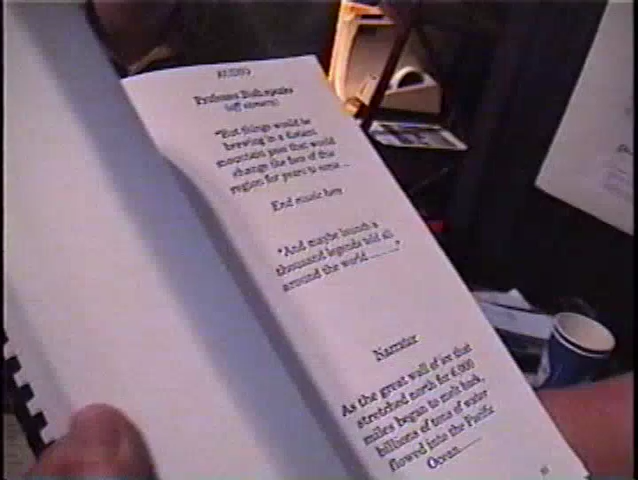 AUDIO
Professor Bish speaks
(off camera)
"But things would be
brewing in a distant
mountain pass that would
change the face of this
region for years to come...
End music here
"And maybe launch a
thousand legends told all
around the world ........."
Narrator
As the great wall of ice that
stretched north for 6,000
miles began to melt back,
billions of tons of water
flowed into the Pacific
Ocean.......